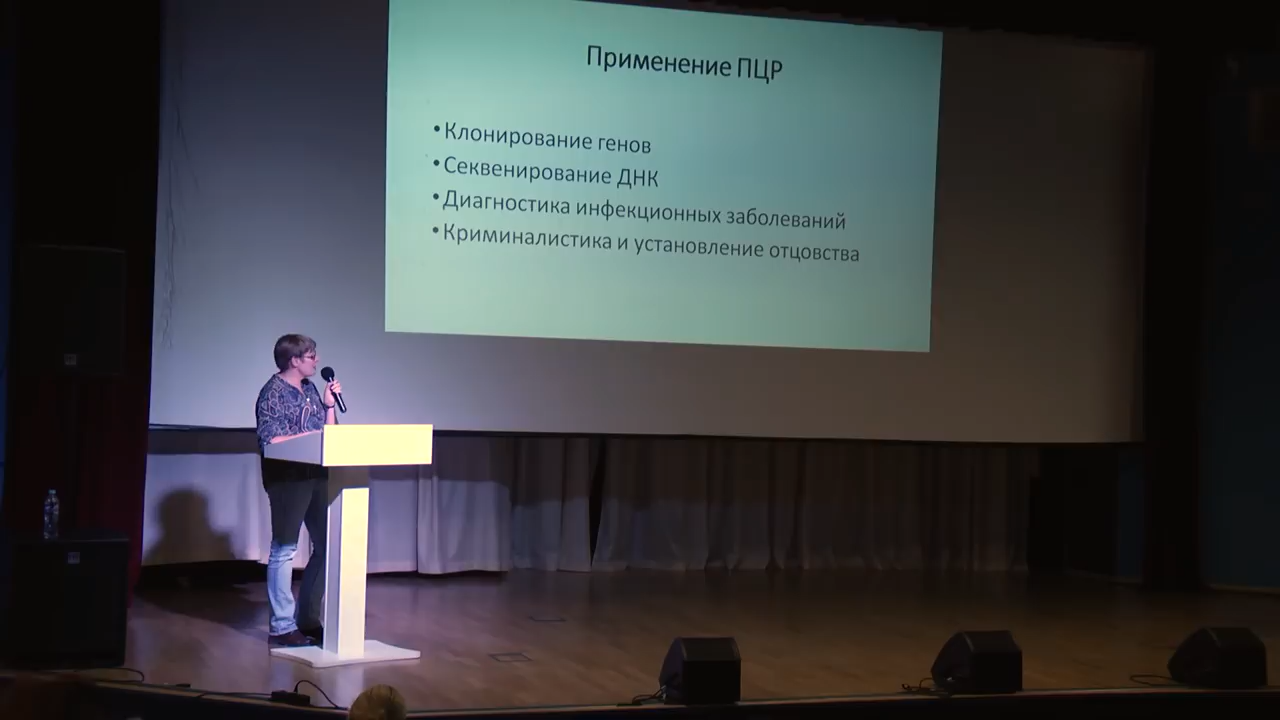 Применение ПЦР
•Клонирование генов
•Секвенирование ДНК
•Диагностика инфекционных заболеваний
•Криминалистика и установление отцовства